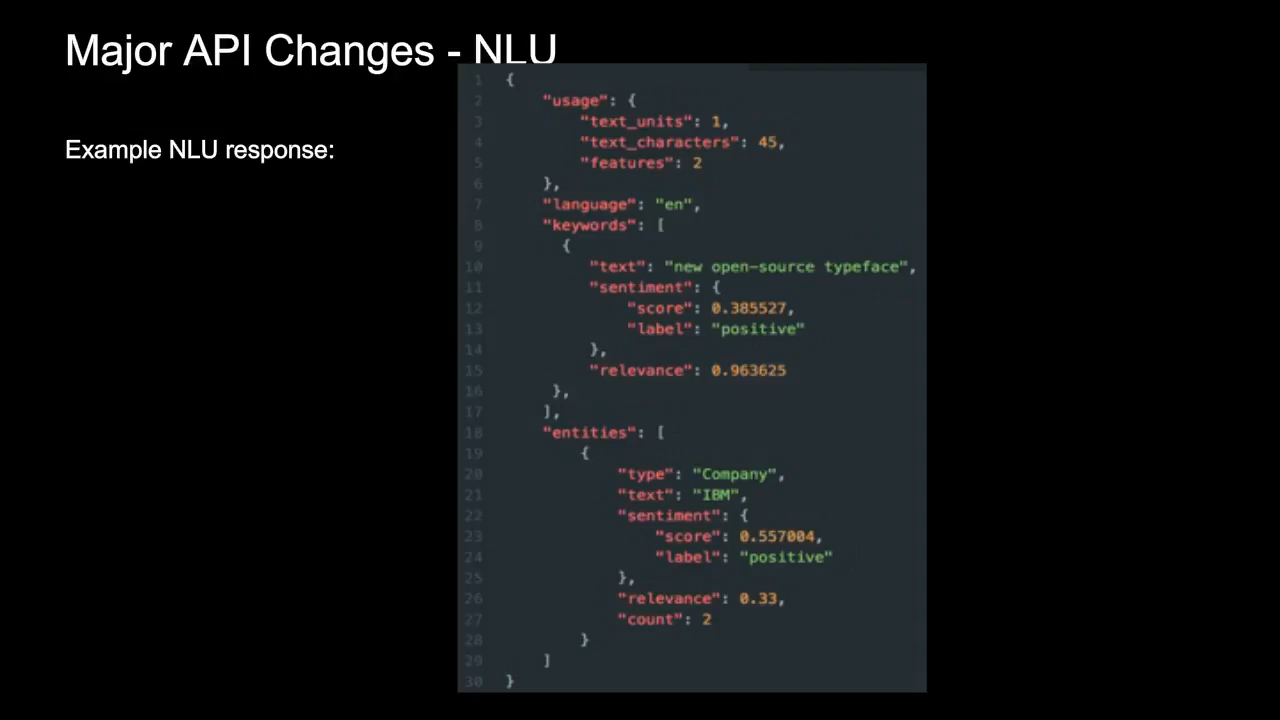 Major API Changes - NLU
Example NLU response:
1 {
2 "usage": {
3 "text_units": 1,
4 "text_characters": 45,
5 "features": 2
6 },
7 "language": "en",
8 "keywords": [
9 {
10 "text": "new open-source typeface",
11 "sentiment": {
12 "score": 0.385527,
13 "label": "positive"
14 },
15 "relevance": 0.963625
16 },
17 ],
18 "entities": [
19 {
20 "type": "Company",
21 "text": "IBM",
22 "sentiment": {
23 "score": 0.557004,
24 "label": "positive"
25 },
26 "relevance": 0.33,
27 "count": 2
28 }
29 ]
30 }